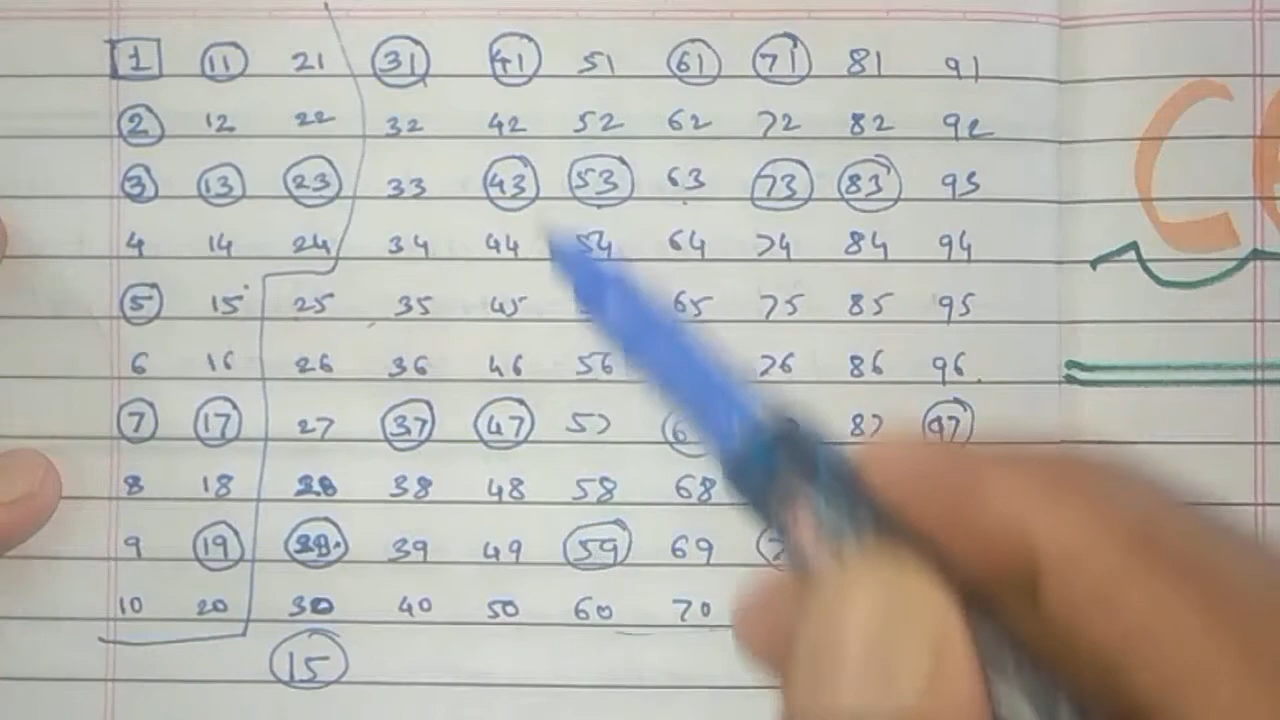 1 11 21 31 41 51 61 71 81 91
2 12 22 32 42 52 62 72 82 92
3 13 23 33 43 53 63 73 83 93
4 14 24 34 44 54 64 74 84 94
5 15 25 35 45 65 75 85 95
6 16 26 36 46 56 76 86 96
7 17 27 37 47 57 87 97
8 18 28 38 48 58 68
9 19 29 39 49 59 69
10 20 30 40 50 60 70
15